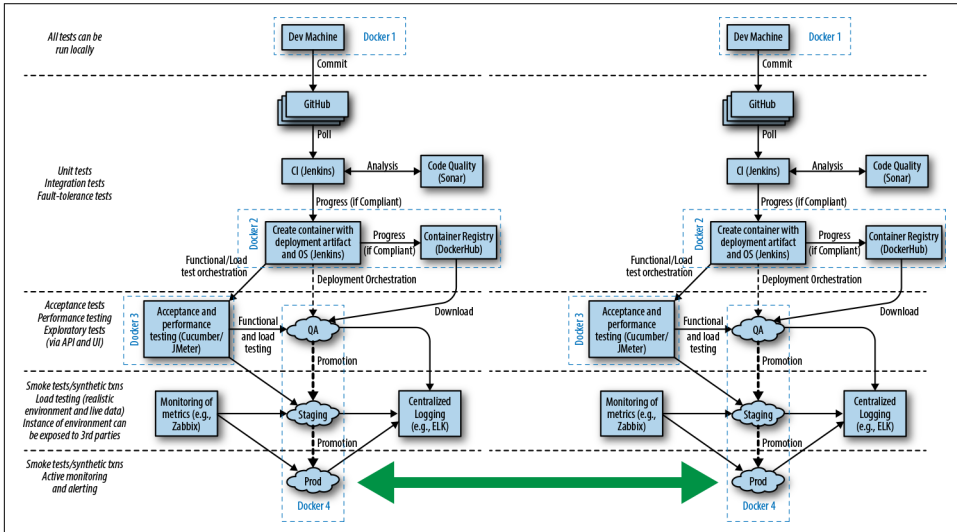 All tests can be
run locally
Dev Machine
Docker 1
Commit
GitHub
Poll
Unit tests
Integration tests
Fault-tolerance tests
CI (Jenkins)
Analysis
Code Quality
(Sonar)
Progress (if Compliant)
Docker 2
Create container with
deployment artifact
and OS (Jenkins)
Progress
(if Compliant)
Container Registry
(DockerHub)
Functional/Load
test orchestration
Deployment Orchestration
Acceptance tests
Performance testing
Exploratory tests
(via API and UI)
Docker 3
Acceptance and
performance
testing (Cucumber/
JMeter)
Functional
and load
testing
QA
Download
Promotion
Smoke tests/synthetic txns
Load testing (realistic
environment and live data)
Instance of environment can
be exposed to 3rd parties
Monitoring of
metrics (e.g.,
Zabbix)
Staging
Centralized
Logging
(e.g., ELK)
Promotion
Smoke tests/synthetic txns
Active monitoring
and alerting
Prod
Docker 4
Dev Machine
Docker 1
Commit
GitHub
Poll
CI (Jenkins)
Analysis
Code Quality
(Sonar)
Progress (if Compliant)
Docker 2
Create container with
deployment artifact
and OS (Jenkins)
Progress
(if Compliant)
Container Registry
(DockerHub)
Functional/Load
test orchestration
Deployment Orchestration
Docker 3
Acceptance and
performance
testing (Cucumber/
JMeter)
Functional
and load
testing
QA
Download
Promotion
Monitoring of
metrics (e.g.,
Zabbix)
Staging
Centralized
Logging
(e.g., ELK)
Promotion
Prod
Docker 4